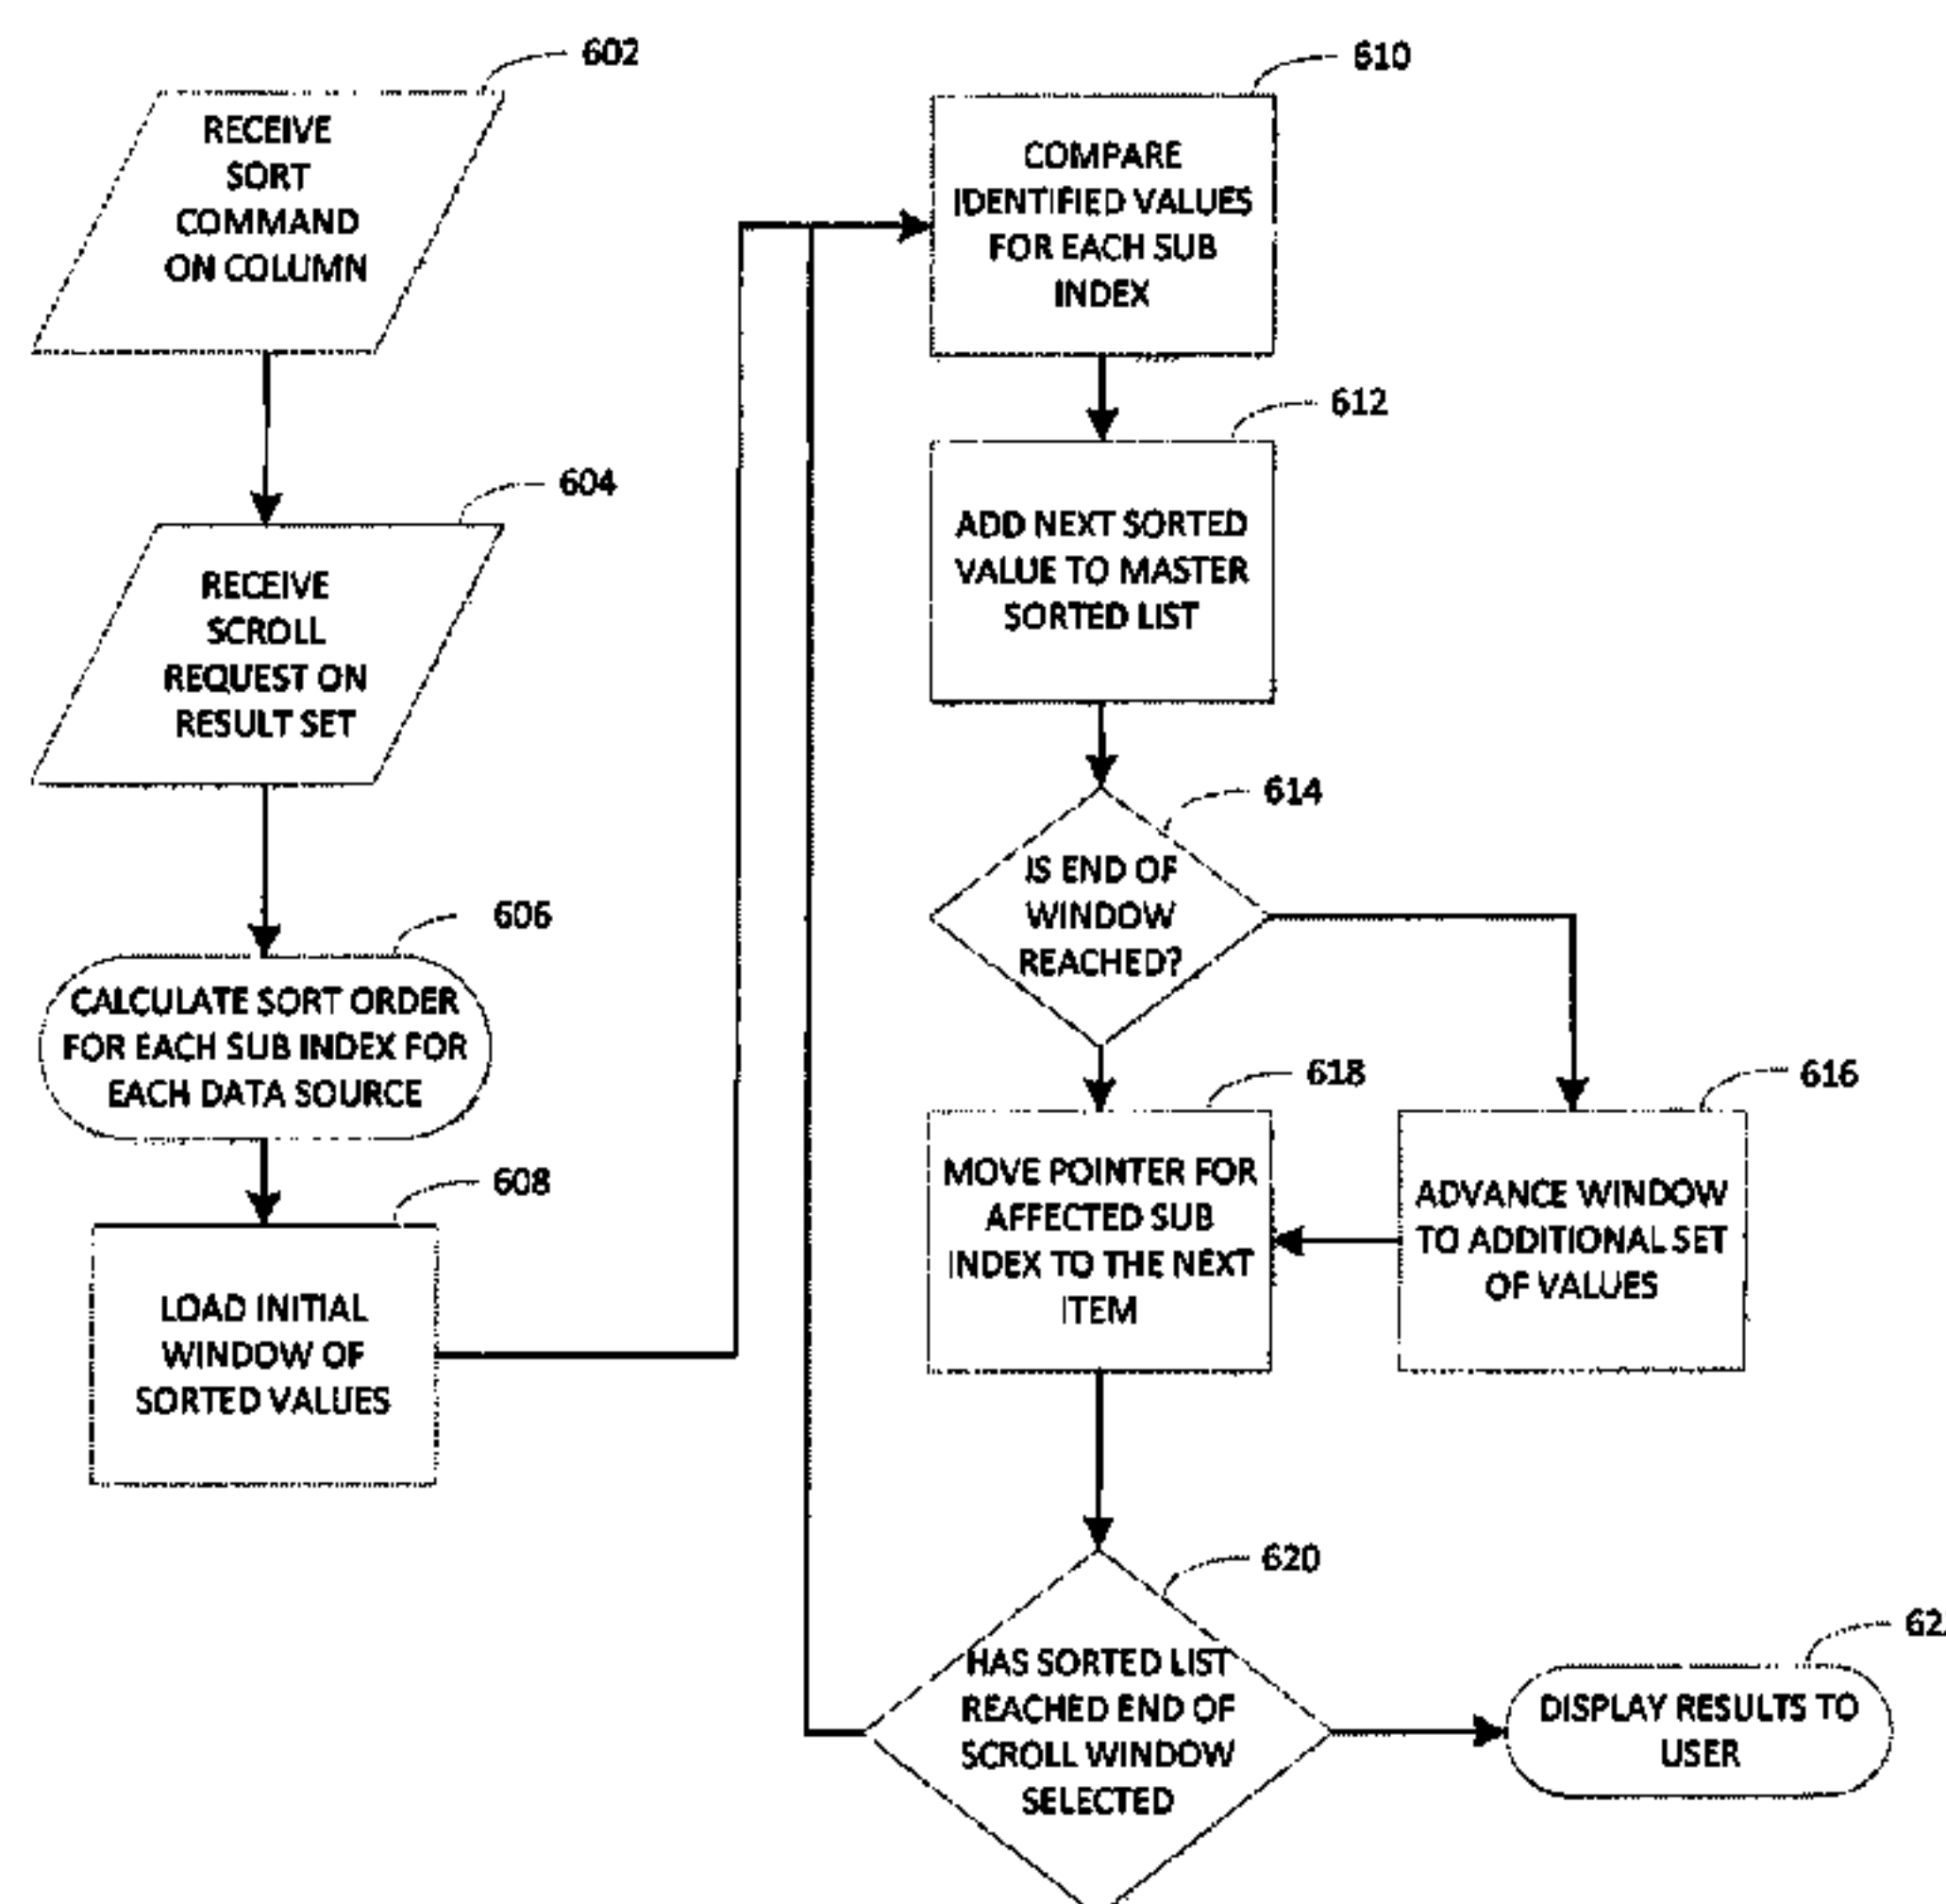 602
RECEIVE
SORT
COMMAND
ON COLUMN
604
RECEIVE
SCROLL
REQUEST ON
RESULT SET
606
CALCULATE SORT ORDER
FOR EACH SUB INDEX FOR
EACH DATA SOURCE
608
LOAD INITIAL
WINDOW OF
SORTED VALUES
610
COMPARE
IDENTIFIED VALUES
FOR EACH SUB
INDEX
612
ADD NEXT SORTED
VALUE TO MASTER
SORTED LIST
614
IS END OF
WINDOW
REACHED?
618
MOVE POINTER FOR
AFFECTED SUB
INDEX TO THE NEXT
ITEM
616
ADVANCE WINDOW
TO ADDITIONAL SET
OF VALUES
620
HAS SORTED LIST
REACHED END OF
SCROLL WINDOW
SELECTED
DISPLAY RESULTS TO
USER